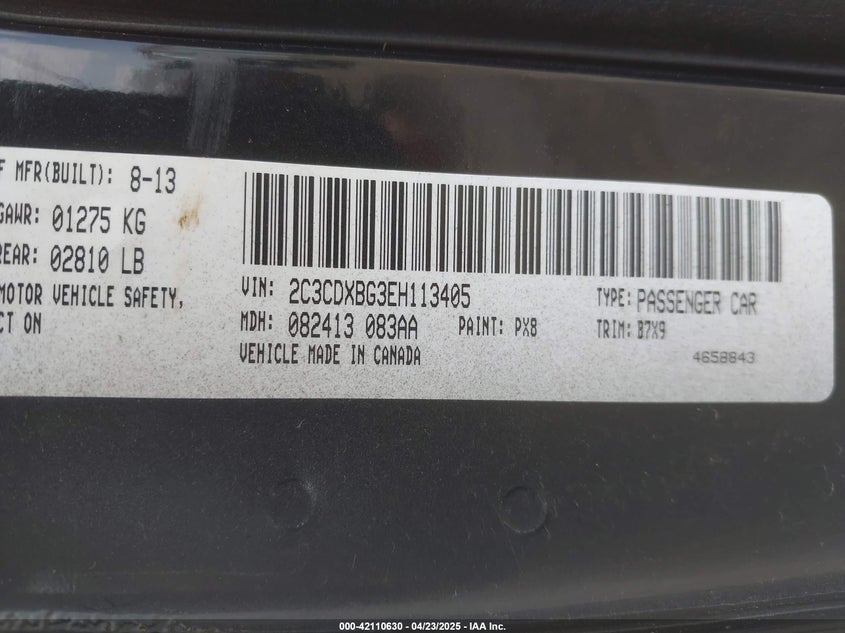 F MFR(BUILT): 8-13
GAWR: 01275 KG
REAR: 02810 LB
MOTOR VEHICLE SAFETY,
CT ON
VIN: 2C3CDXBG3EH113405
TYPE: PASSENGER CAR
MDH: 082413 083AA
PAINT: PX8
TRIM: B7X9
VEHICLE MADE IN CANADA
4658843
000-42110630 - 04/23/2025 - IAA Inc.